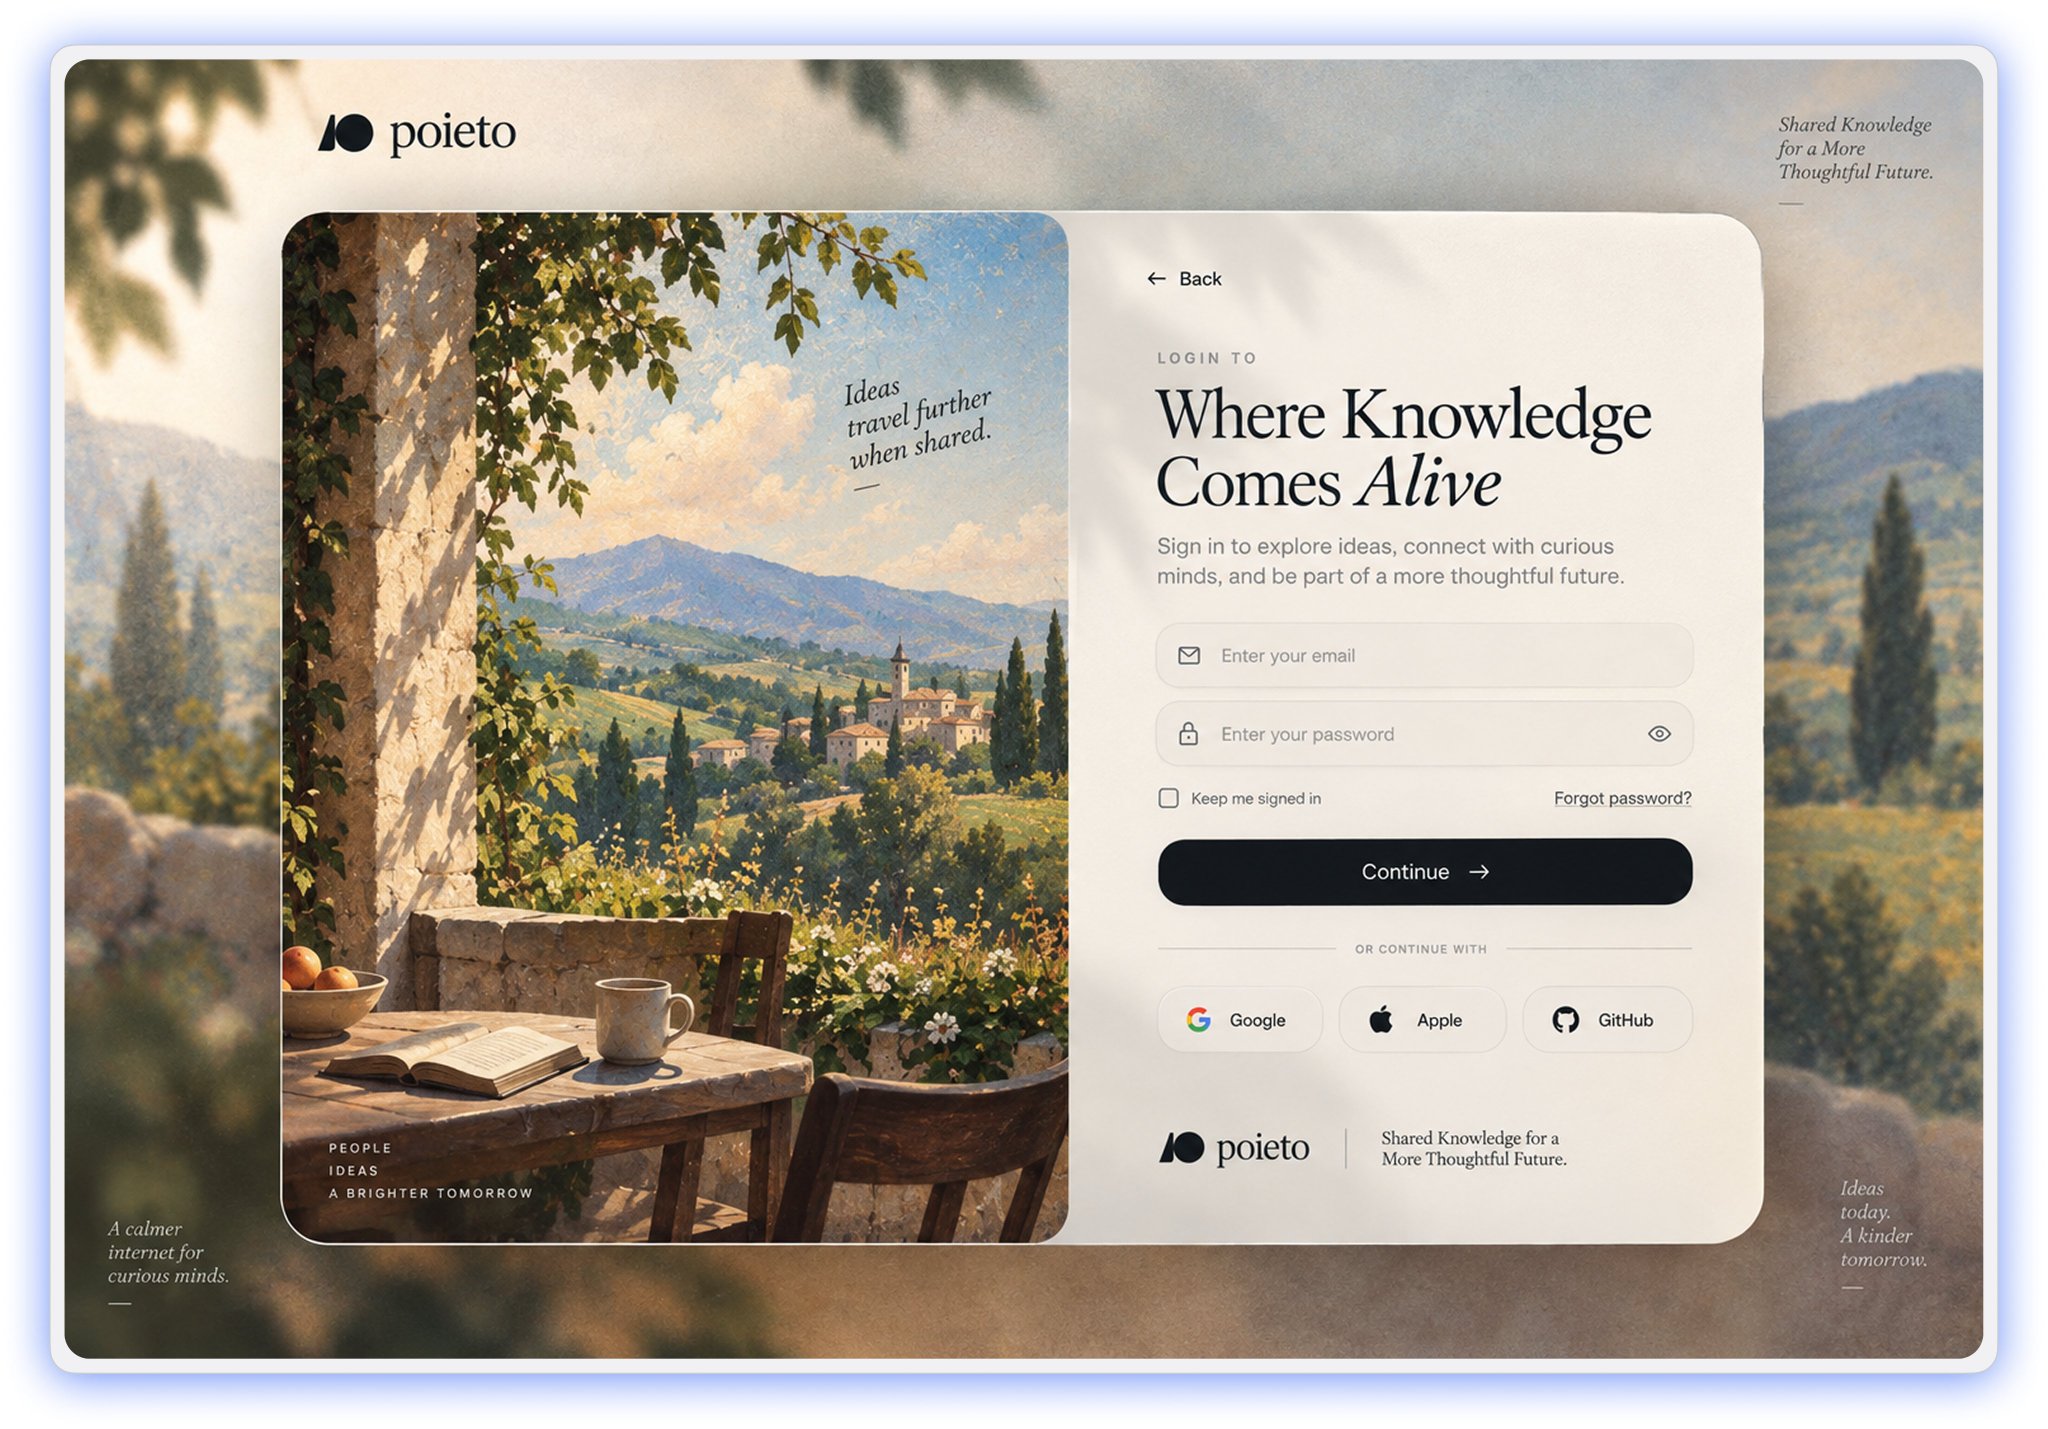 poieto
Shared Knowledge
for a More
Thoughtful Future.
Ideas
travel further
when shared.
PEOPLE
IDEAS
A BRIGHTER TOMORROW
Back
LOGIN TO
Where Knowledge
Comes Alive
Sign in to explore ideas, connect with curious
minds, and be part of a more thoughtful future.
Enter your email
Enter your password
Keep me signed in
Forgot password?
Continue
OR CONTINUE WITH
Google
Apple
GitHub
poieto
Shared Knowledge for a
More Thoughtful Future.
A calmer
internet for
curious minds.
Ideas
today.
A kinder
tomorrow.